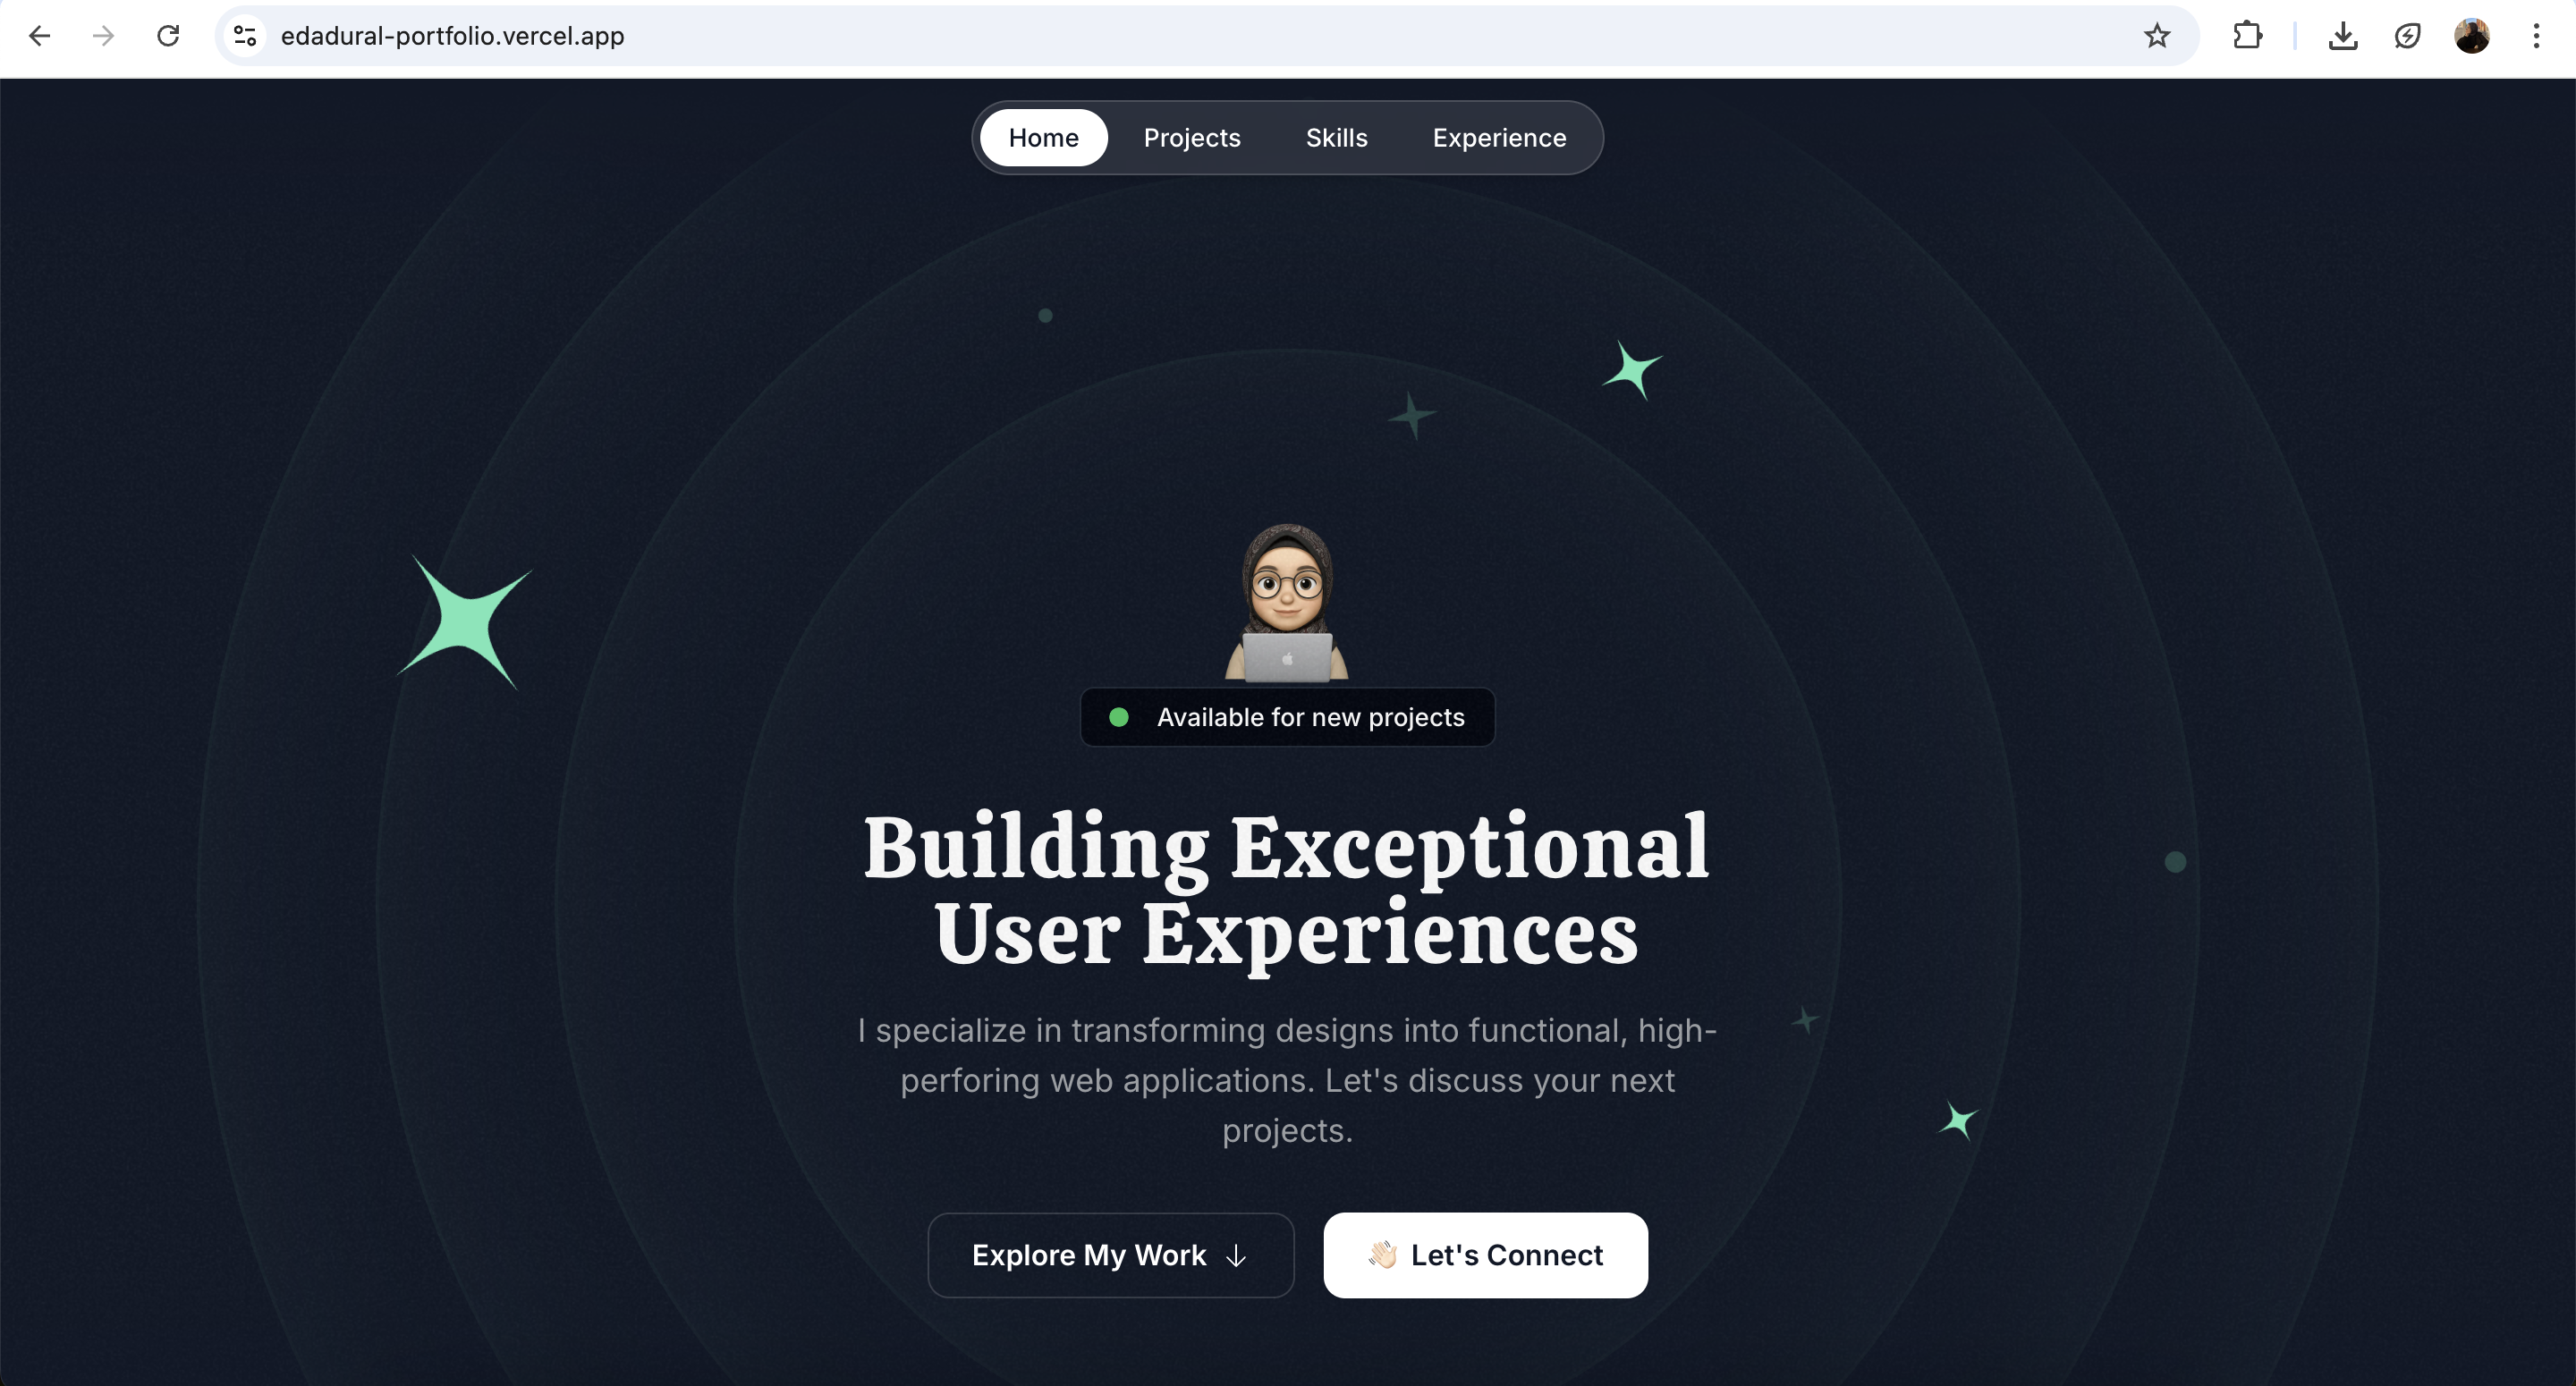 edadural-portfolio.vercel.app
Home Projects Skills Experience
Available for new projects
Building Exceptional
User Experiences
I specialize in transforming designs into functional, high-
perforing web applications. Let's discuss your next
projects.
Explore My Work ↓ 👋🏻 Let's Connect